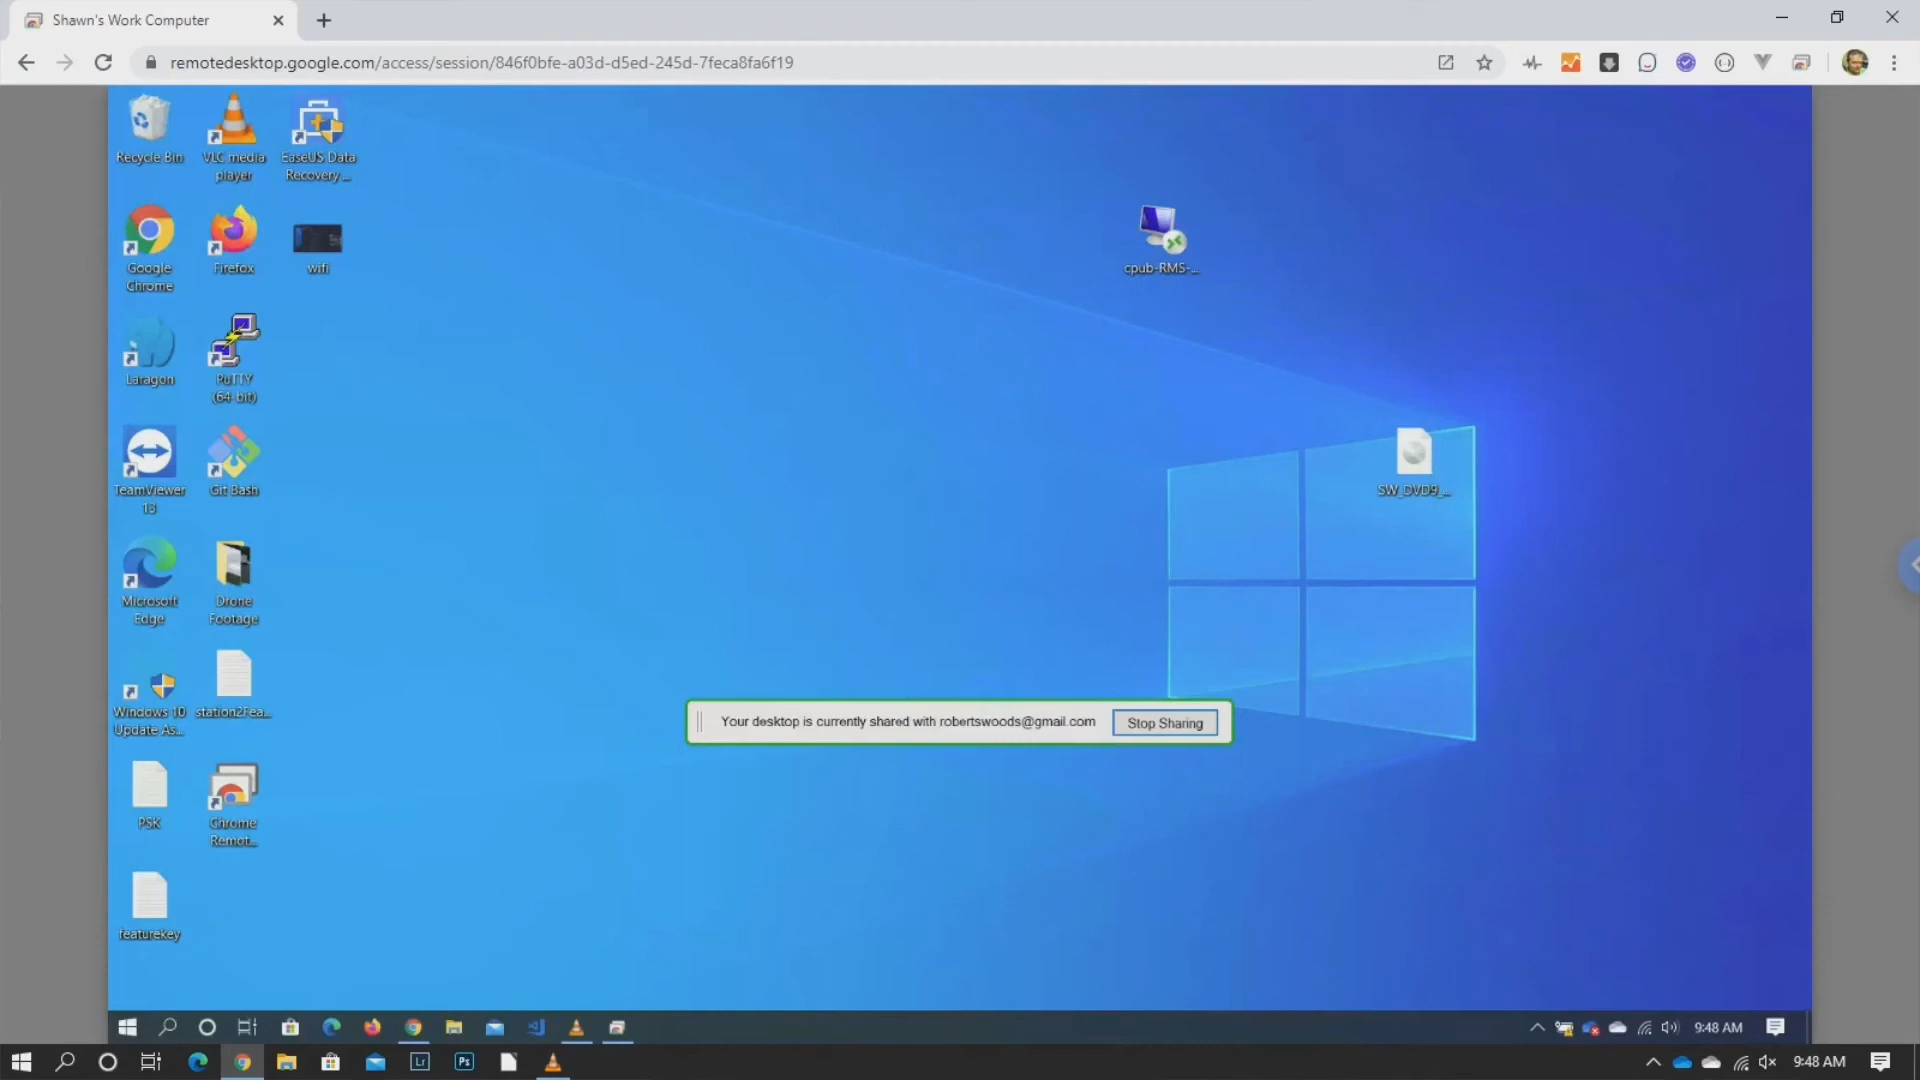 Shawn's Work Computer
remotedesktop.google.com/access/session/846f0bfe-a03d-d5ed-245d-7feca8fa6f19
Recycle Bin
VLC media
player
EaseUS Data
Recovery ...
Google
Chrome
Firefox
wifi
cpub-RMS-...
Laragon
PuTTY
(64-bit)
TeamViewer
13
Git Bash
SW_DVD9_...
Microsoft
Edge
Drone
Footage
Windows 10
Update As...
station2Fea...
Your desktop is currently shared with robertswoods@gmail.com
Stop Sharing
PSK
Chrome
Remot...
featurekey
9:48 AM
Lr
Ps
9:48 AM